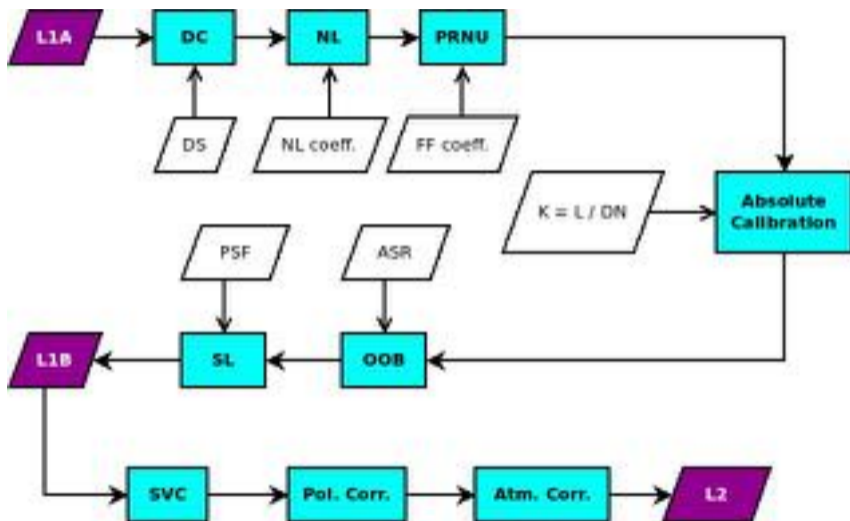 L1A
DC
NL
PRNU
DS
NL coeff.
FF coeff.
K = L / DN
Absolute
Calibration
PSF
ASR
L1B
SL
OOB
SVC
Pol. Corr.
Atm. Corr.
L2